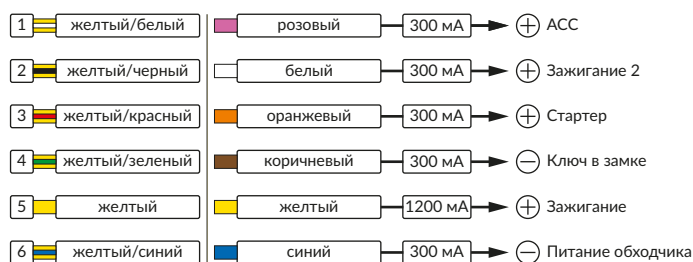 1 желтый/белый розовый 300 мА + ACC
2 желтый/черный белый 300 мА + Зажигание 2
3 желтый/красный оранжевый 300 мА + Стартер
4 желтый/зеленый коричневый 300 мА − Ключ в замке
5 желтый желтый 1200 мА + Зажигание
6 желтый/синий синий 300 мА − Питание обходчика